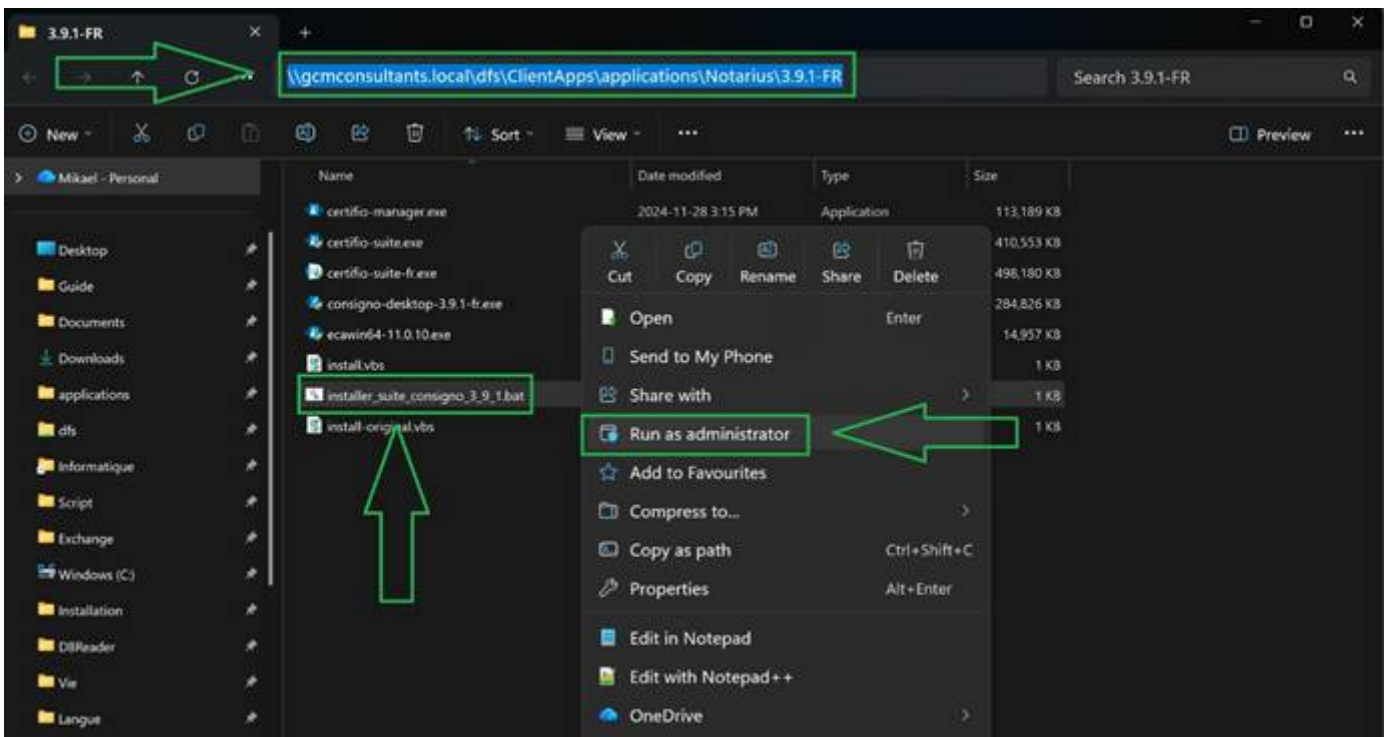 3.9.1-FR
\\gcmconsultants.local\dfs\ClientApps\applications\Notarius\3.9.1-FR
Search 3.9.1-FR
New
Sort
View
Preview
Mikael - Personal
Name Date modified Type Size
certifio-manager.exe 2024-11-28 3:15 PM Application 113,189 KB
certifio-suite.exe 410,553 KB
certifio-suite-fr.exe 498,180 KB
consigno-desktop-3.9.1-fr.exe 284,826 KB
ecawin64-11.0.10.exe 14,957 KB
install.vbs 1 KB
installer_suite_consigno_3_9_1.bat 1 KB
install-original.vbs 1 KB
Desktop
Guide
Documents
Downloads
applications
dfs
Informatique
Script
Exchange
Windows (C:)
Installation
DBReader
Vie
Langue
Cut Copy Rename Share Delete
Open Enter
Send to My Phone
Share with
Run as administrator
Add to Favourites
Compress to...
Copy as path Ctrl+Shift+C
Properties Alt+Enter
Edit in Notepad
Edit with Notepad++
OneDrive